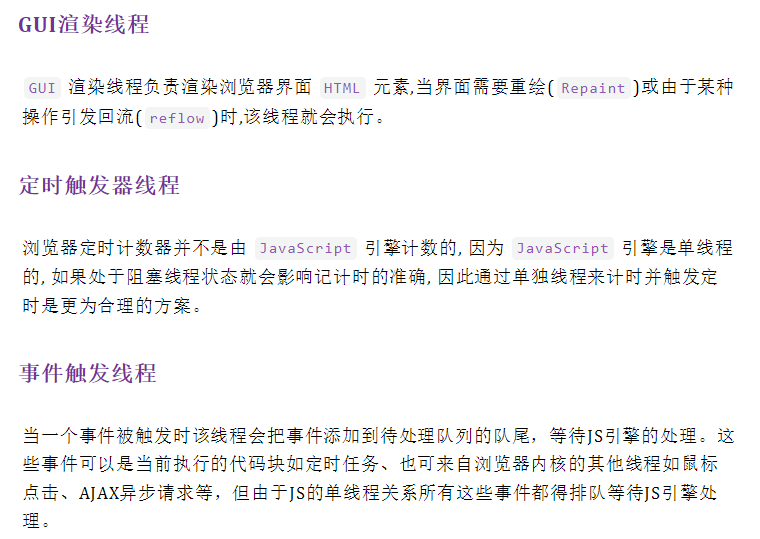 GUI渲染线程
GUI 渲染线程负责渲染浏览器界面 HTML 元素,当界面需要重绘(Repaint)或由于某种
操作引发回流(reflow)时,该线程就会执行。
定时触发器线程
浏览器定时计数器并不是由 JavaScript 引擎计数的, 因为 JavaScript 引擎是单线程
的, 如果处于阻塞线程状态就会影响记计时的准确, 因此通过单独线程来计时并触发定
时是更为合理的方案。
事件触发线程
当一个事件被触发时该线程会把事件添加到待处理队列的队尾，等待JS引擎的处理。这
些事件可以是当前执行的代码块如定时任务、也可来自浏览器内核的其他线程如鼠标
点击、AJAX异步请求等，但由于JS的单线程关系所有这些事件都得排队等待JS引擎处
理。